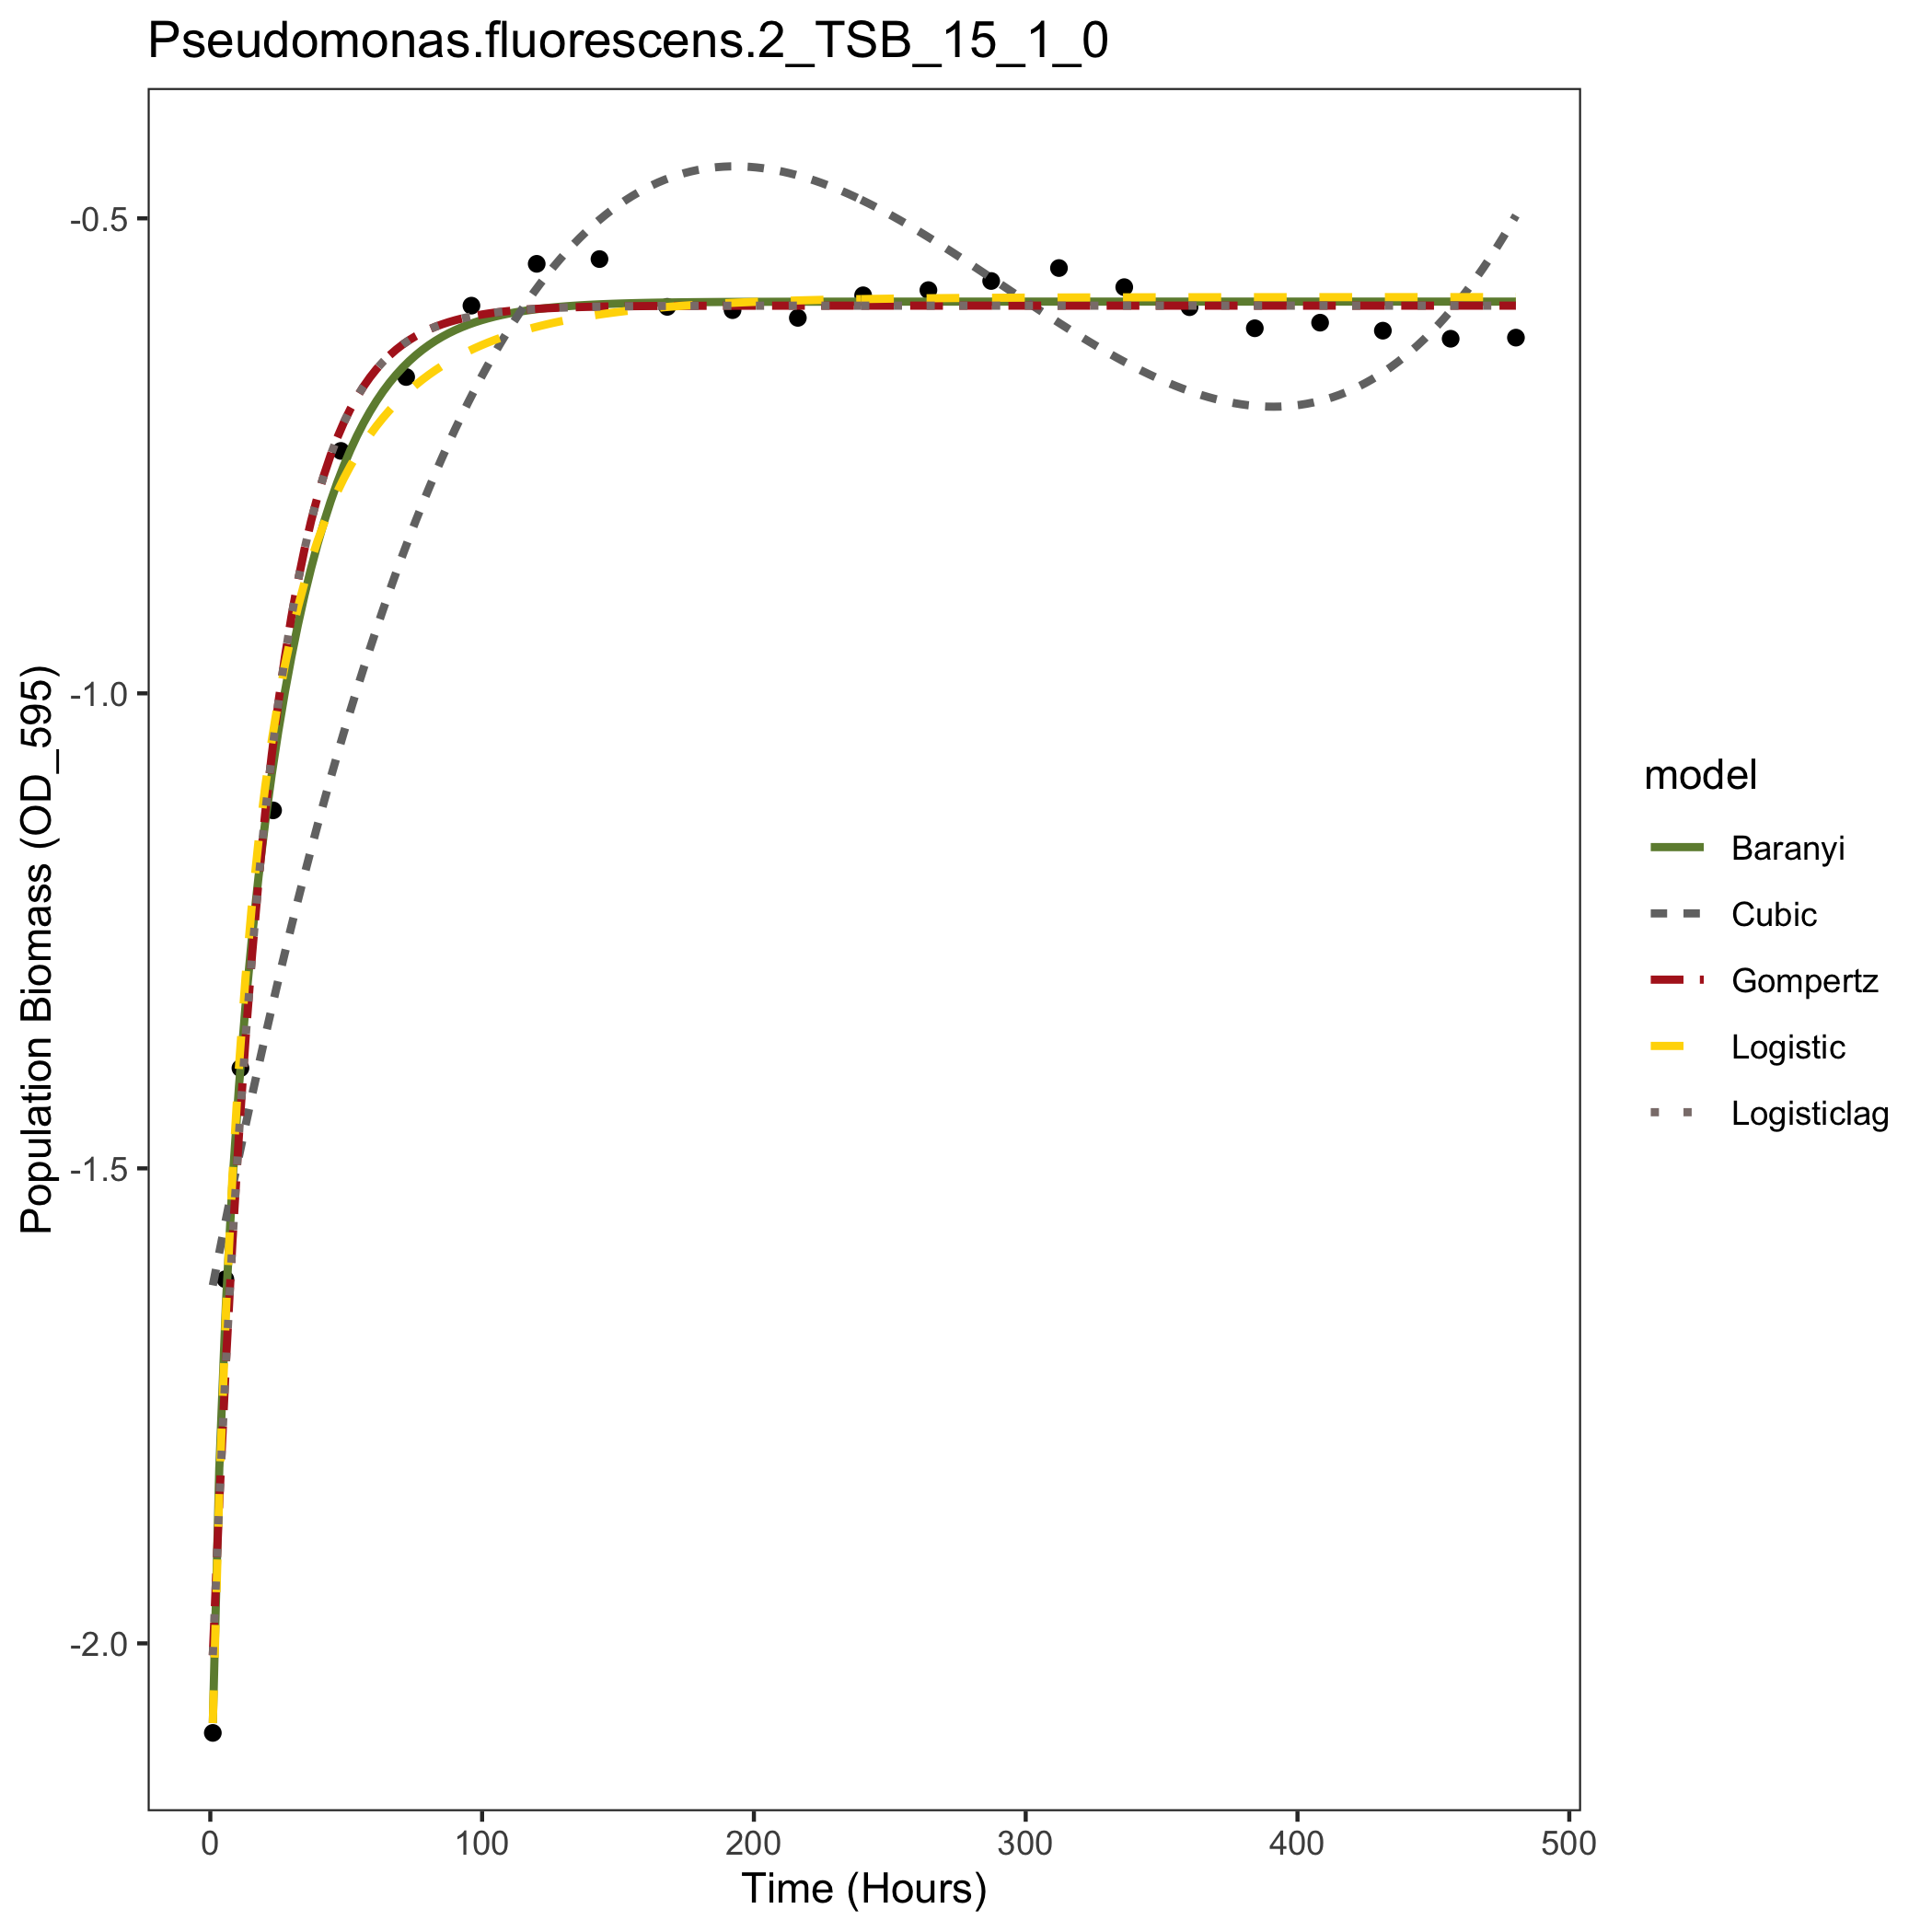 Pseudomonas.fluorescens.2_TSB_15_1_0
Population Biomass (OD_595)
-0.5
-1.0
-1.5
-2.0
0 100 200 300 400 500
Time (Hours)
model
Baranyi
Cubic
Gompertz
Logistic
Logisticlag